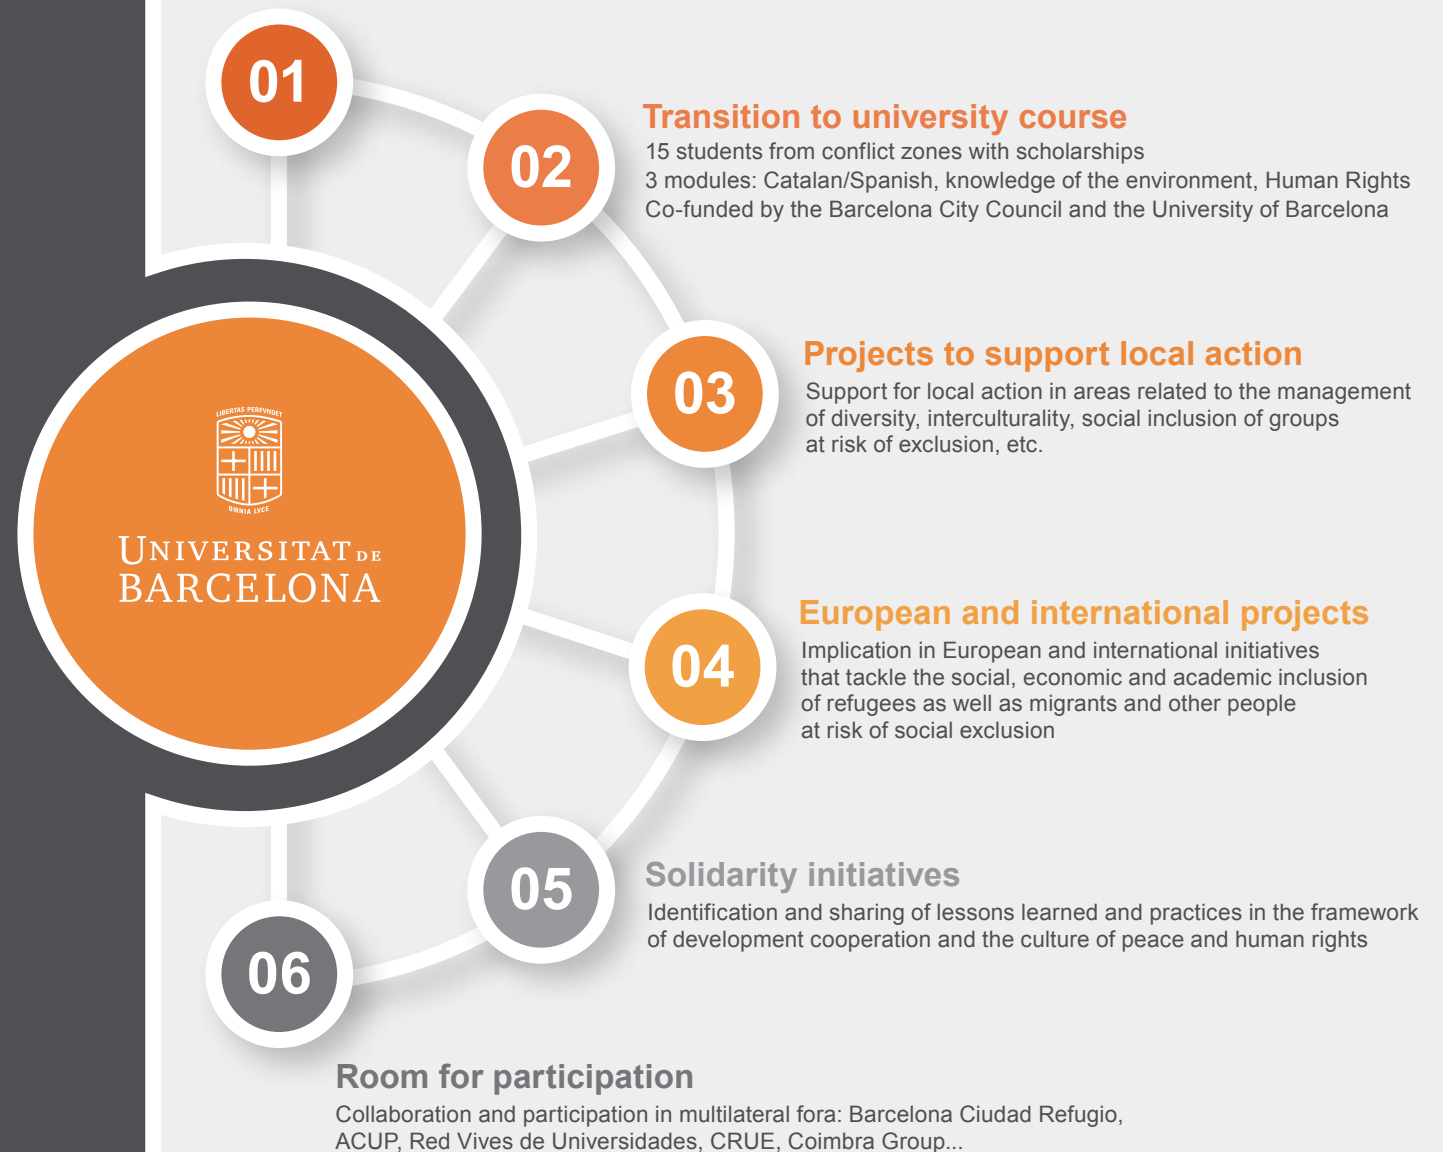 01
02
Transition to university course
15 students from conflict zones with scholarships
3 modules: Catalan/Spanish, knowledge of the environment, Human Rights
Co-funded by the Barcelona City Council and the University of Barcelona
03
Projects to support local action
Support for local action in areas related to the management
of diversity, interculturality, social inclusion of groups
at risk of exclusion, etc.
LIBERTAS PERFVNDET
OMNIA LVCE
UNIVERSITAT DE
BARCELONA
04
European and international projects
Implication in European and international initiatives
that tackle the social, economic and academic inclusion
of refugees as well as migrants and other people
at risk of social exclusion
05
Solidarity initiatives
Identification and sharing of lessons learned and practices in the framework
of development cooperation and the culture of peace and human rights
06
Room for participation
Collaboration and participation in multilateral fora: Barcelona Ciudad Refugio,
ACUP, Red Vives de Universidades, CRUE, Coimbra Group...